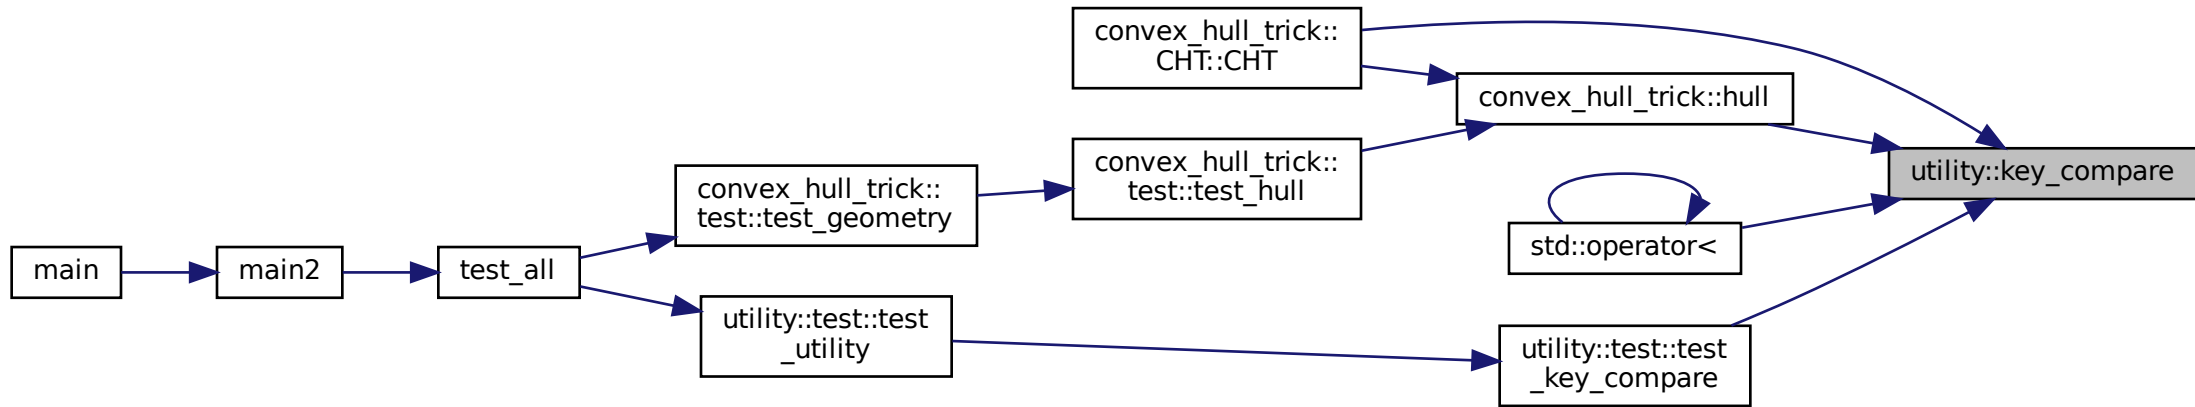 convex_hull_trick::
CHT::CHT
convex_hull_trick::hull
convex_hull_trick::
test::test_hull
utility::key_compare
convex_hull_trick::
test::test_geometry
std::operator<
main
main2
test_all
utility::test::test
_utility
utility::test::test
_key_compare